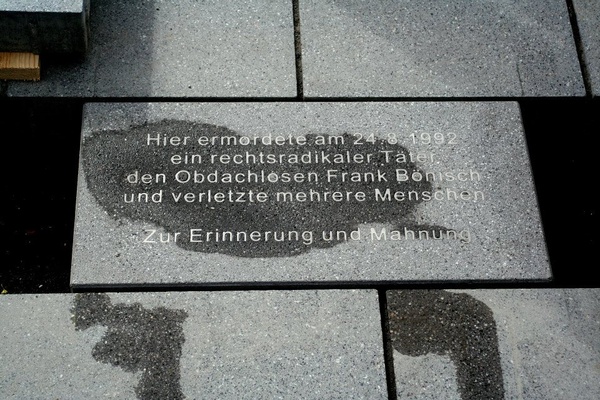 Hier ermordete am 24.8.1992
ein rechtsradikaler Täter
den Obdachlosen Frank Bönisch
und verletzte mehrere Menschen
Zur Erinnerung und Mahnung